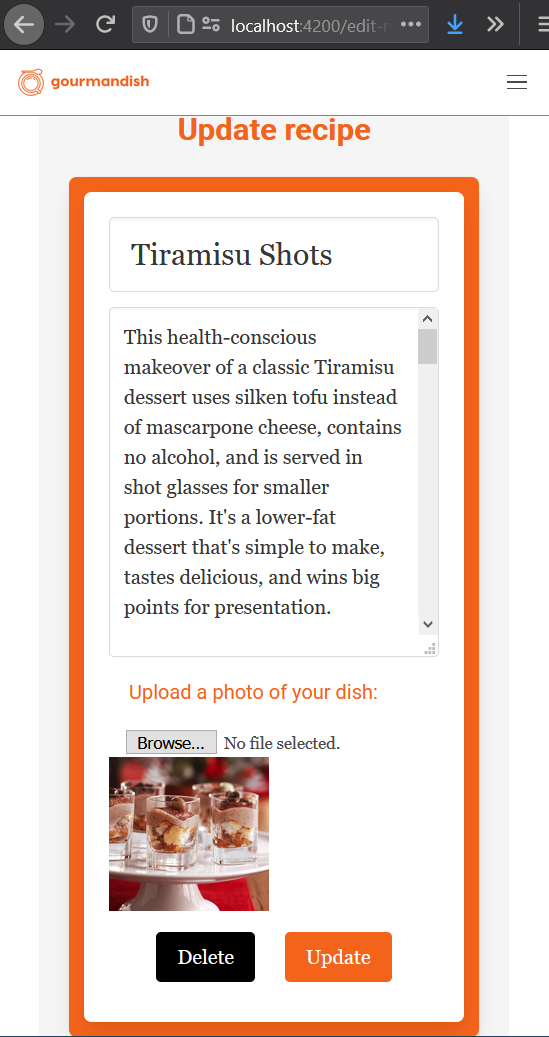 localhost:4200/edit-
gourmandish
Update recipe
Tiramisu Shots
This health-conscious
makeover of a classic Tiramisu
dessert uses silken tofu instead
of mascarpone cheese, contains
no alcohol, and is served in
shot glasses for smaller
portions. It's a lower-fat
dessert that's simple to make,
tastes delicious, and wins big
points for presentation.
Upload a photo of your dish:
Browse... No file selected.
Delete Update